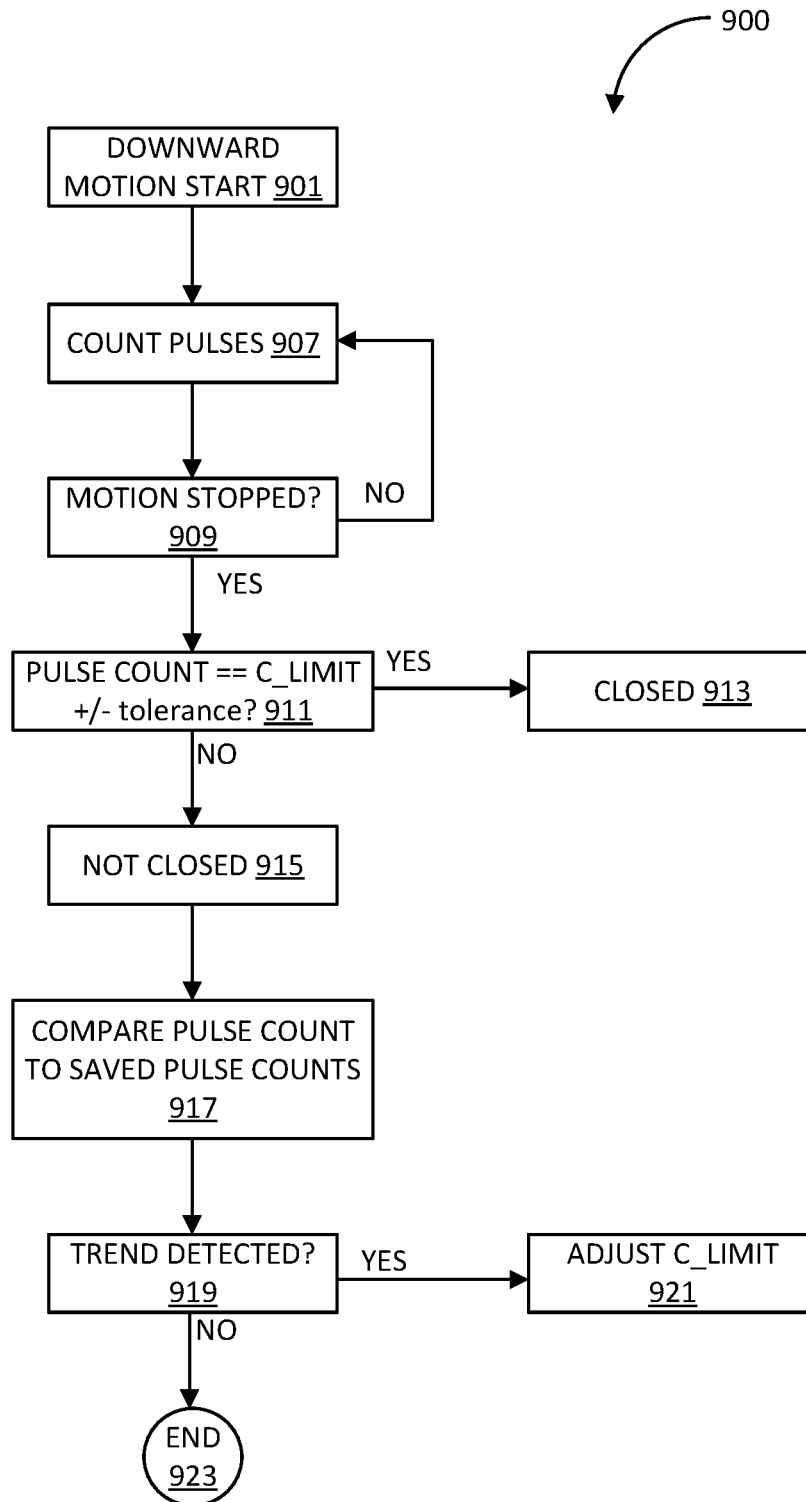 900
DOWNWARD
MOTION START 901
COUNT PULSES 907
MOTION STOPPED?
909
NO
YES
PULSE COUNT == C_LIMIT
+/- tolerance? 911
YES
CLOSED 913
NO
NOT CLOSED 915
COMPARE PULSE COUNT
TO SAVED PULSE COUNTS
917
TREND DETECTED?
919
YES
ADJUST C_LIMIT
921
NO
END
923